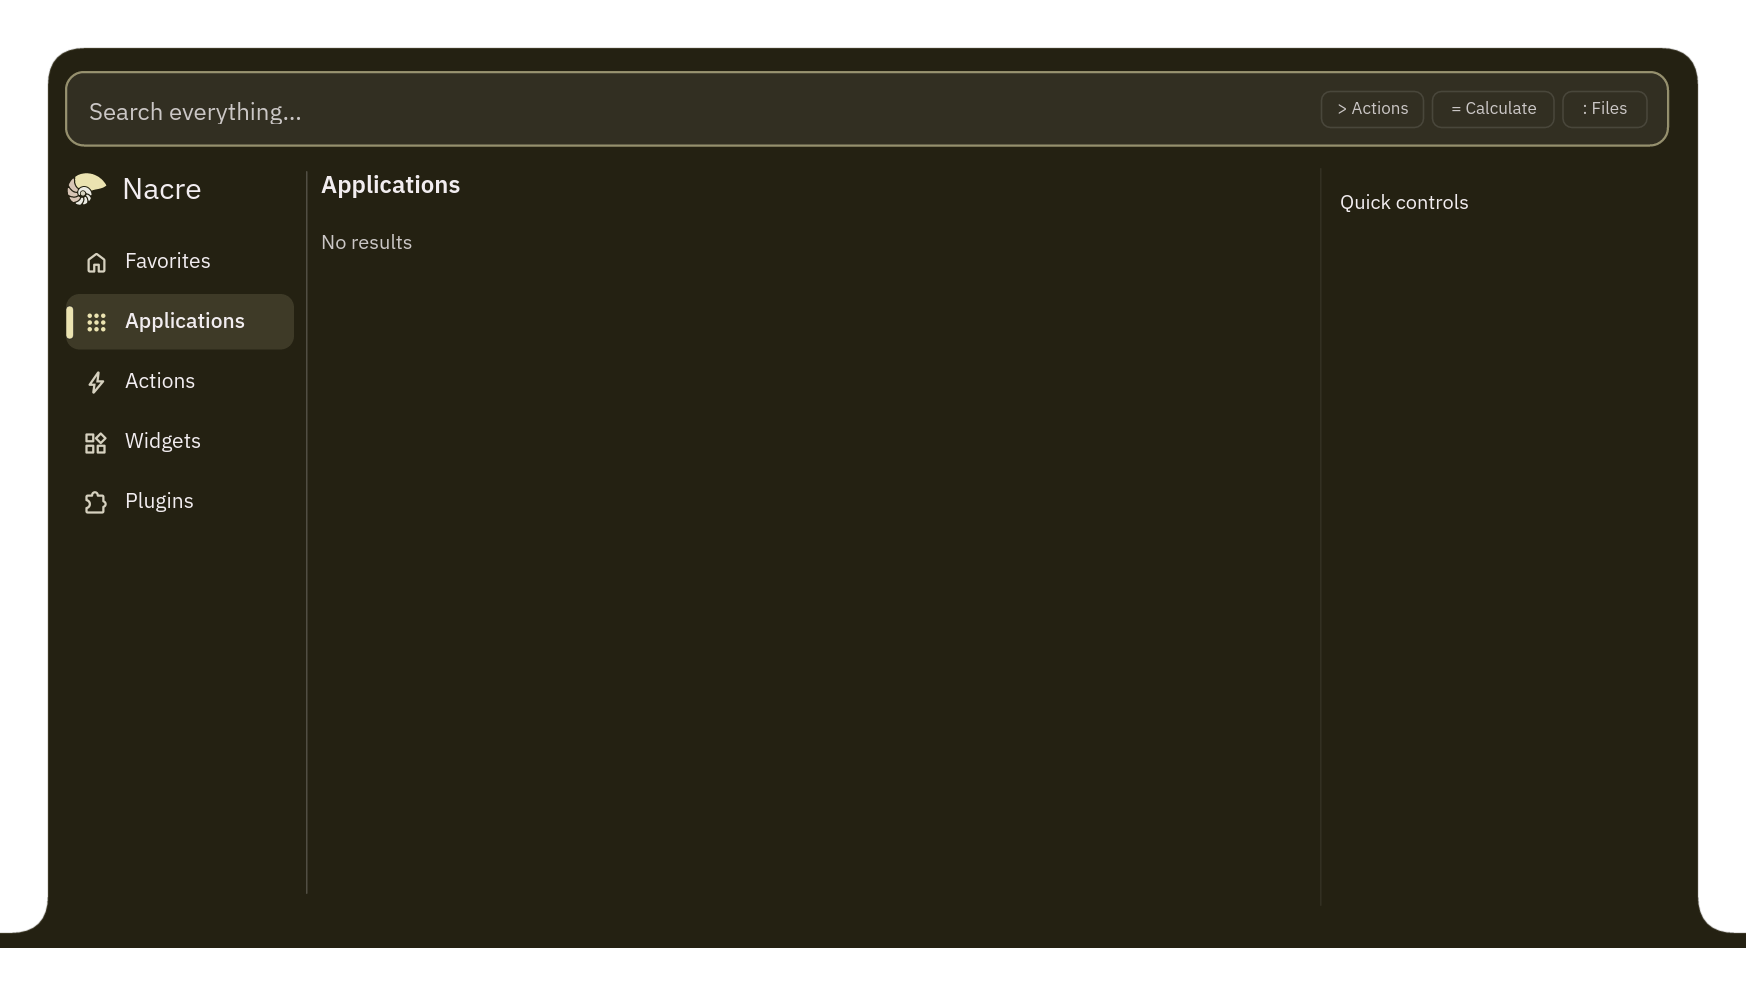 Search everything...
> Actions
= Calculate
: Files
Nacre
Favorites
Applications
Actions
Widgets
Plugins
Applications
No results
Quick controls